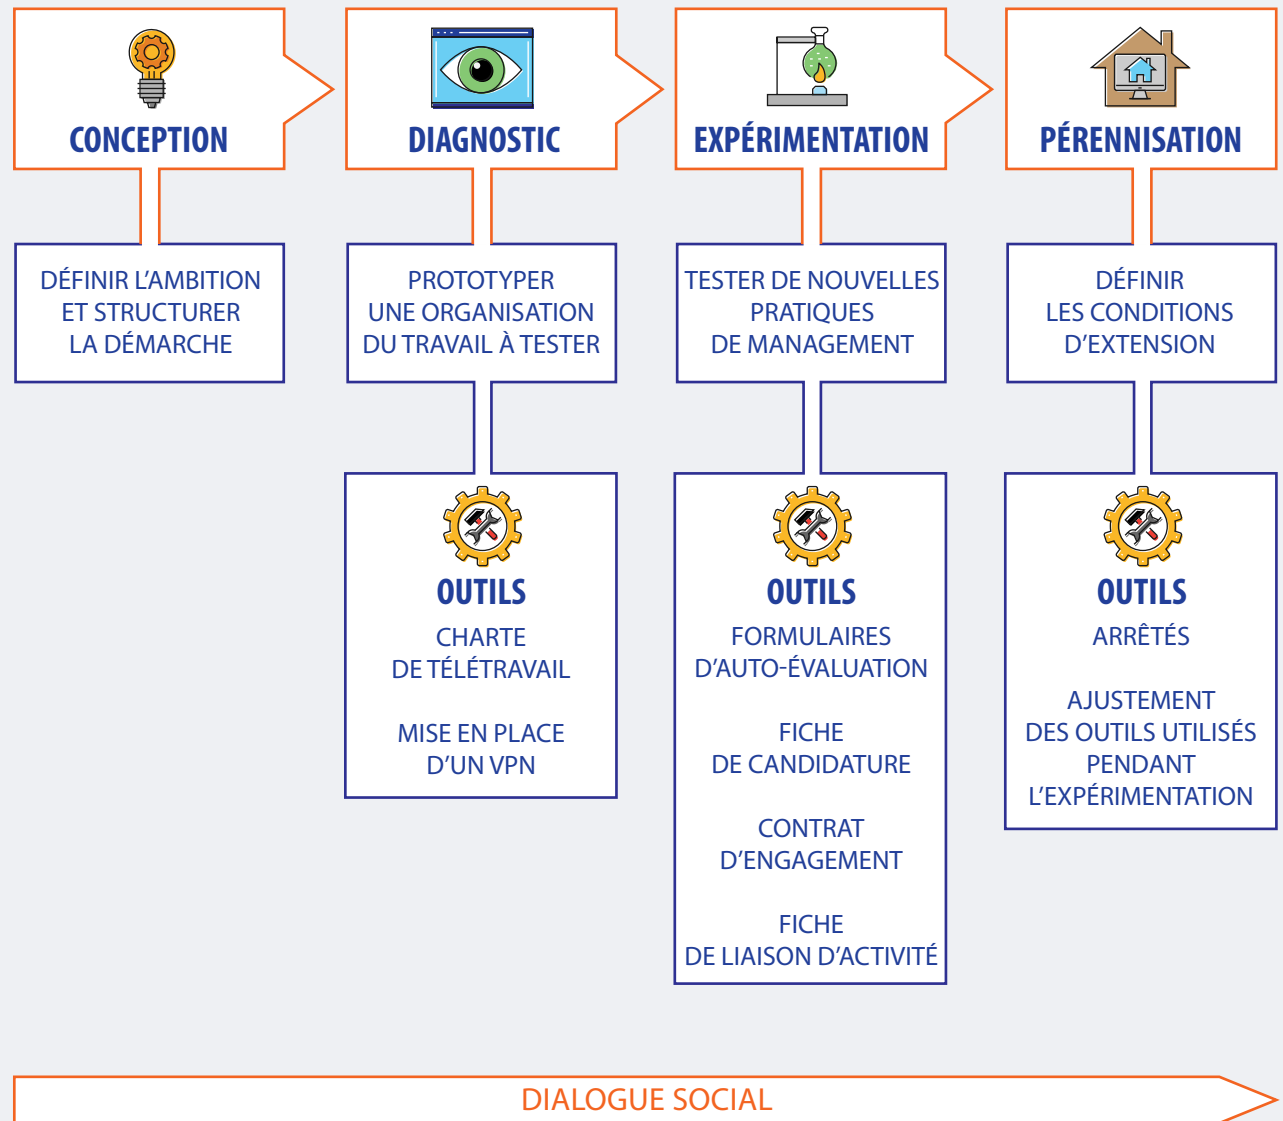 CONCEPTION
DÉFINIR L'AMBITION
ET STRUCTURER
LA DÉMARCHE
DIAGNOSTIC
PROTOTYPER
UNE ORGANISATION
DU TRAVAIL À TESTER
OUTILS
CHARTE
DE TÉLÉTRAVAIL
MISE EN PLACE
D'UN VPN
EXPÉRIMENTATION
TESTER DE NOUVELLES
PRATIQUES
DE MANAGEMENT
OUTILS
FORMULAIRES
D'AUTO-ÉVALUATION
FICHE
DE CANDIDATURE
CONTRAT
D'ENGAGEMENT
FICHE
DE LIAISON D'ACTIVITÉ
PÉRENNISATION
DÉFINIR
LES CONDITIONS
D'EXTENSION
OUTILS
ARRÊTÉS
AJUSTEMENT
DES OUTILS UTILISÉS
PENDANT
L'EXPÉRIMENTATION
DIALOGUE SOCIAL